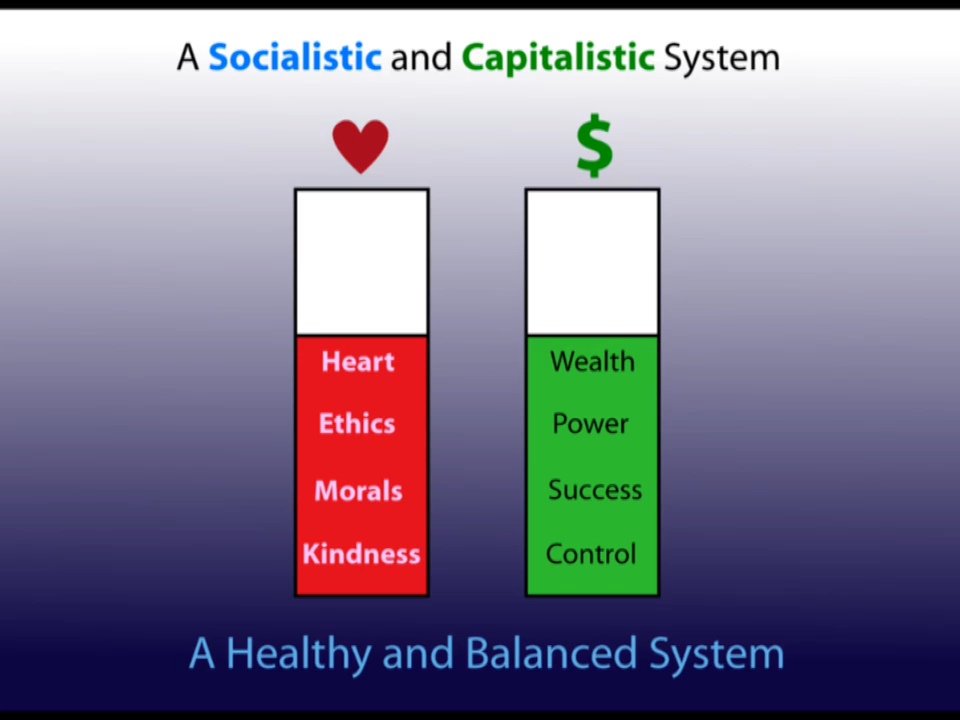 A Socialistic and Capitalistic System
$
Heart
Ethics
Morals
Kindness
Wealth
Power
Success
Control
A Healthy and Balanced System